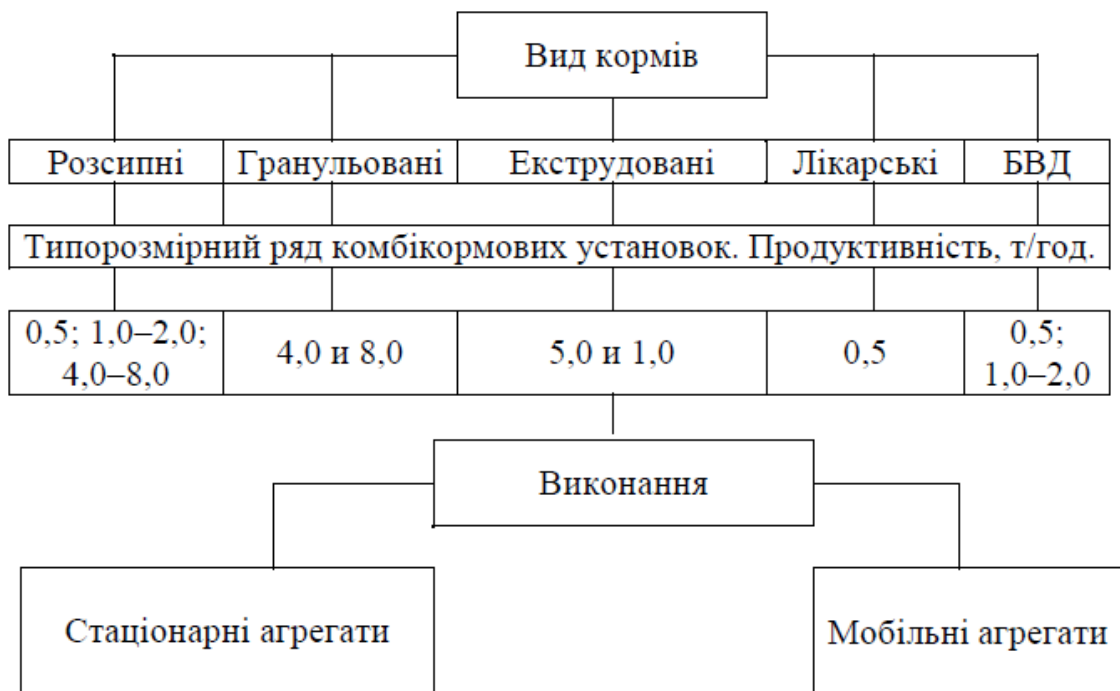 Вид кормів
Розсипні Гранульовані Екструдовані Лікарські БВД
Типорозмірний ряд комбікормових установок. Продуктивність, т/год.
0,5; 1,0–2,0;
4,0–8,0
4,0 и 8,0
5,0 и 1,0
0,5
0,5;
1,0–2,0
Виконання
Стаціонарні агрегати
Мобільні агрегати